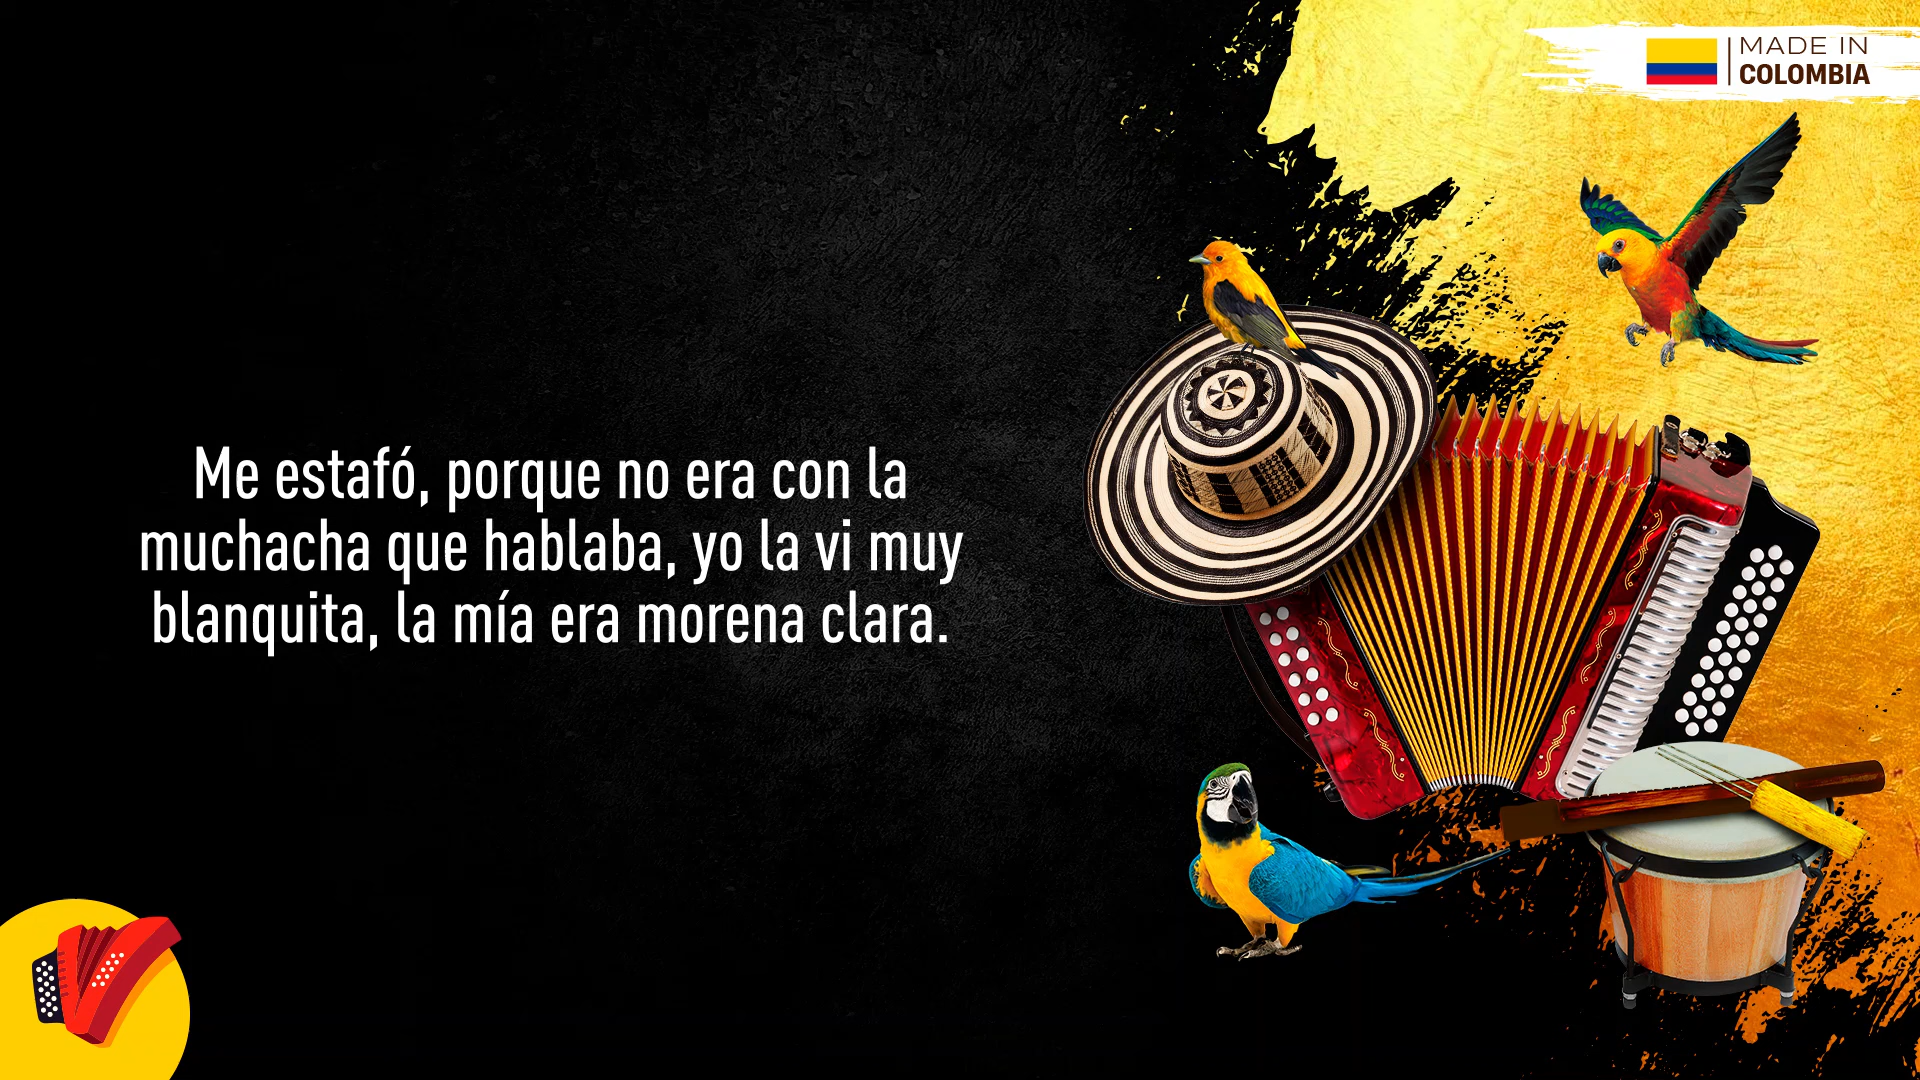 MADE IN
COLOMBIA
Me estafó, porque no era con la
muchacha que hablaba, yo la vi muy
blanquita, la mía era morena clara.